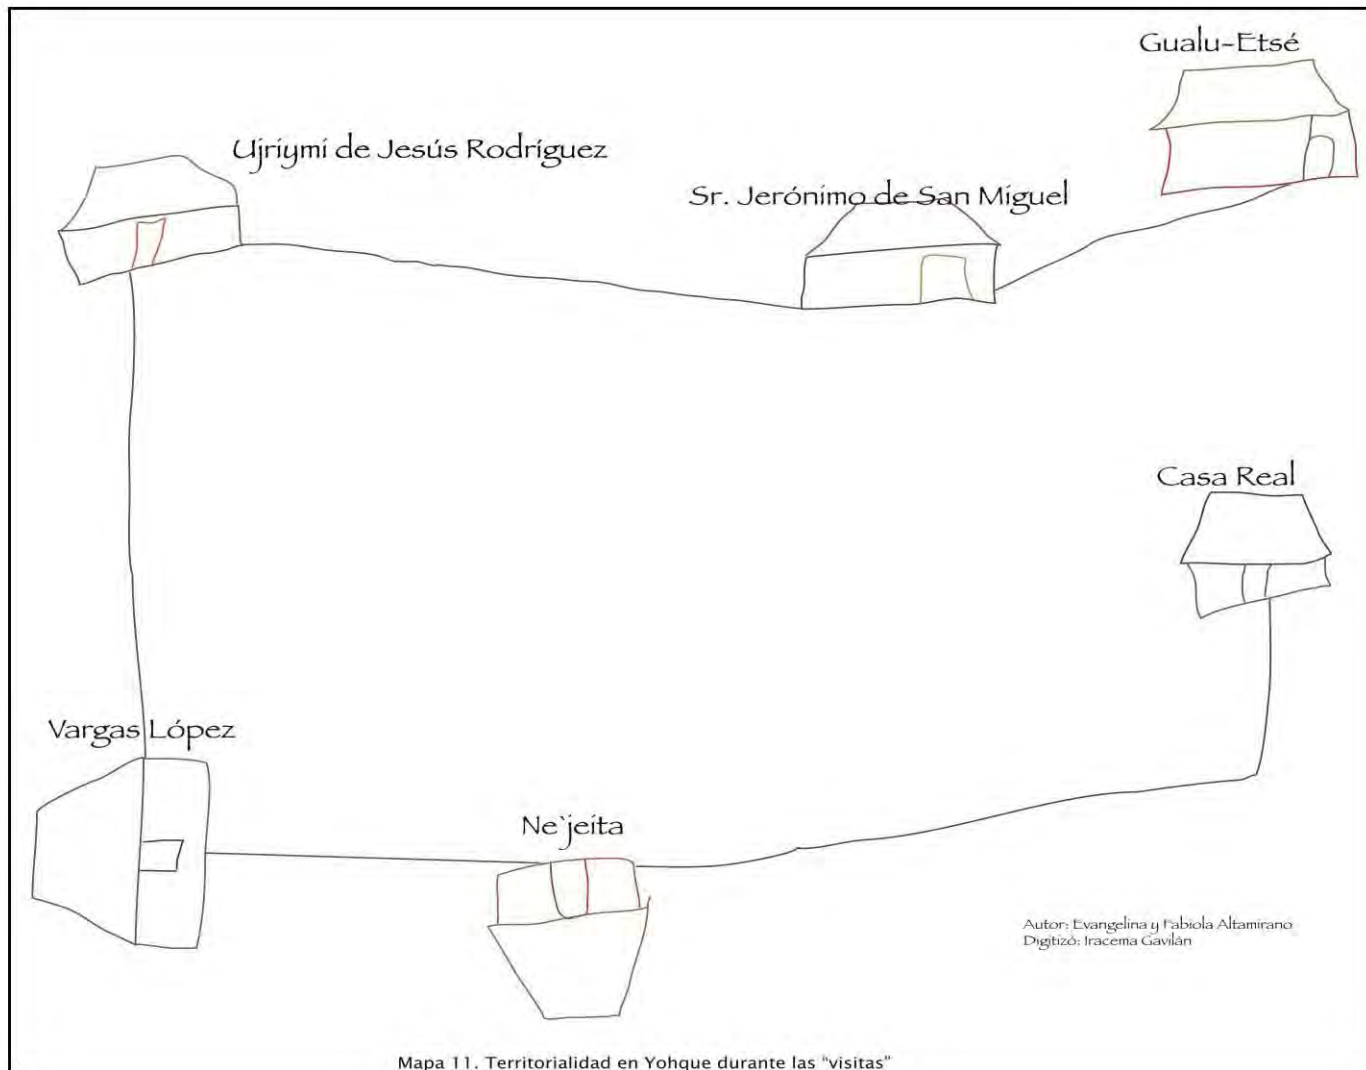 Gualu-Etsé
Ujriymi de Jesús Rodríguez
Sr. Jerónimo de San Miguel
Casa Real
Vargas López
Ne`jeita
Autor: Evangelina y Fabiola Altamirano
Digitizó: Iracema Gavilán
Mapa 11. Territorialidad en Yohque durante las "visitas"